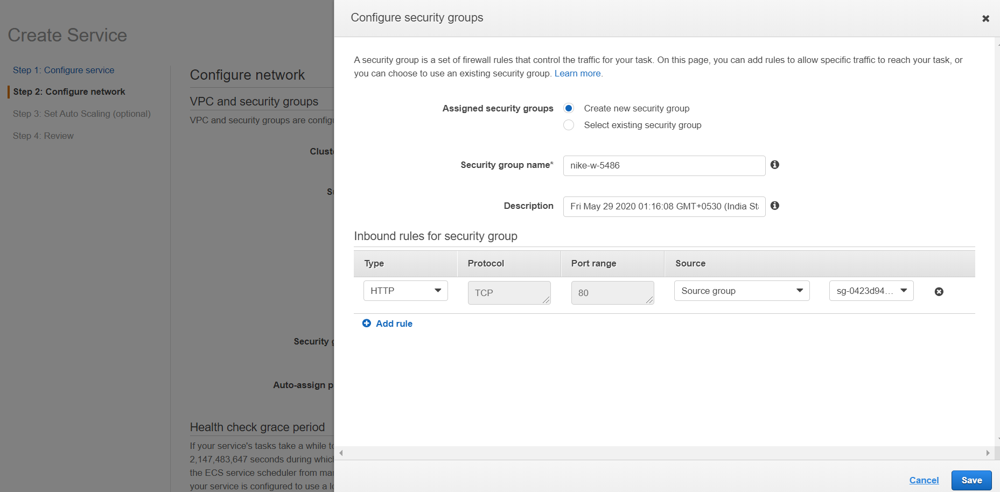 Create Service
Step 1: Configure service
Step 2: Configure network
Step 3: Set Auto Scaling (optional)
Step 4: Review
Configure network
VPC and security groups
VPC and security groups are
Security
Auto-assign
Health check grace period
If your service's tasks take a while
2,147,483,647 seconds during
the ECS service scheduler from
your service is configured to use a
Configure security groups
A security group is a set of firewall rules that control the traffic for your task. On this page, you can add rules to allow specific traffic to reach your task, or
you can choose to use an existing security group. Learn more.
Assigned security groups
Create new security group
Select existing security group
Security group name*
nike-w-5486
Description
Fri May 29 2020 01:16:08 GMT+0530 (India
Inbound rules for security group
Type Protocol Port range Source
HTTP TCP 80 Source group sg-0423d94...
Add rule
Cancel Save